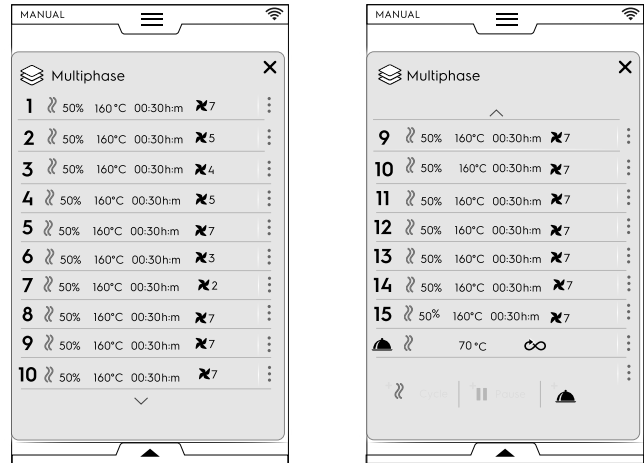 MANUAL
Multiphase
1 50% 160°C 00:30h:m 7
2 50% 160°C 00:30h:m 5
3 50% 160°C 00:30h:m 4
4 50% 160°C 00:30h:m 5
5 50% 160°C 00:30h:m 7
6 50% 160°C 00:30h:m 3
7 50% 160°C 00:30h:m 2
8 50% 160°C 00:30h:m 7
9 50% 160°C 00:30h:m 7
10 50% 160°C 00:30h:m 7
MANUAL
Multiphase
9 50% 160°C 00:30h:m 7
10 50% 160°C 00:30h:m 7
11 50% 160°C 00:30h:m 7
12 50% 160°C 00:30h:m 7
13 50% 160°C 00:30h:m 7
14 50% 160°C 00:30h:m 7
15 50% 160°C 00:30h:m 7
70 °C
+ Cycle + Pause +